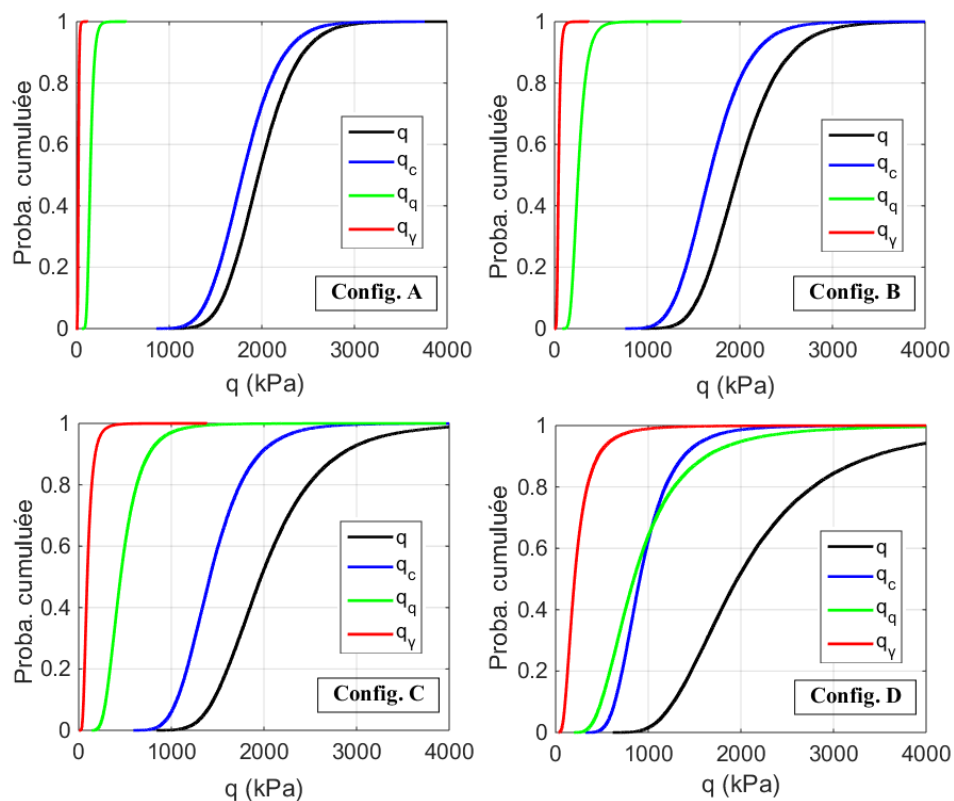 Proba. cumuluée
1
0.8
0.6
0.4
0.2
0
0 1000 2000 3000 4000
q (kPa)
q
q_c
q_q
q_γ
Config. A
Proba. cumuluée
1
0.8
0.6
0.4
0.2
0
0 1000 2000 3000 4000
q (kPa)
q
q_c
q_q
q_γ
Config. B
Proba. cumuluée
1
0.8
0.6
0.4
0.2
0
0 1000 2000 3000 4000
q (kPa)
q
q_c
q_q
q_γ
Config. C
Proba. cumuluée
1
0.8
0.6
0.4
0.2
0
0 1000 2000 3000 4000
q (kPa)
q
q_c
q_q
q_γ
Config. D